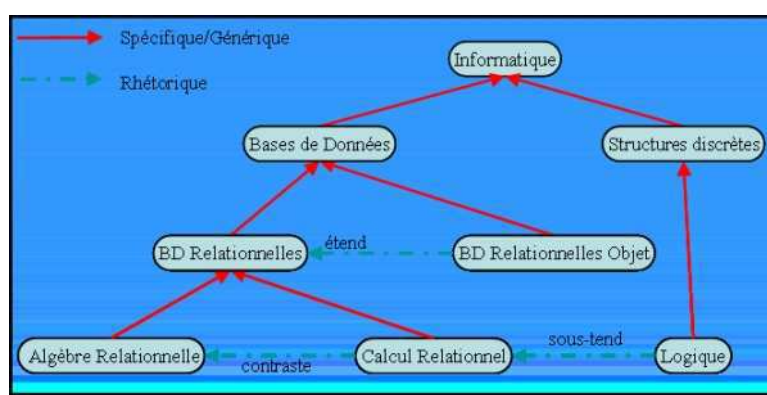 Spécifique/Générique
Rhétorique
Informatique
Bases de Données
Structures discrètes
BD Relationnelles
étend
BD Relationnelles Objet
Algèbre Relationnelle
contraste
Calcul Relationnel
sous-tend
Logique